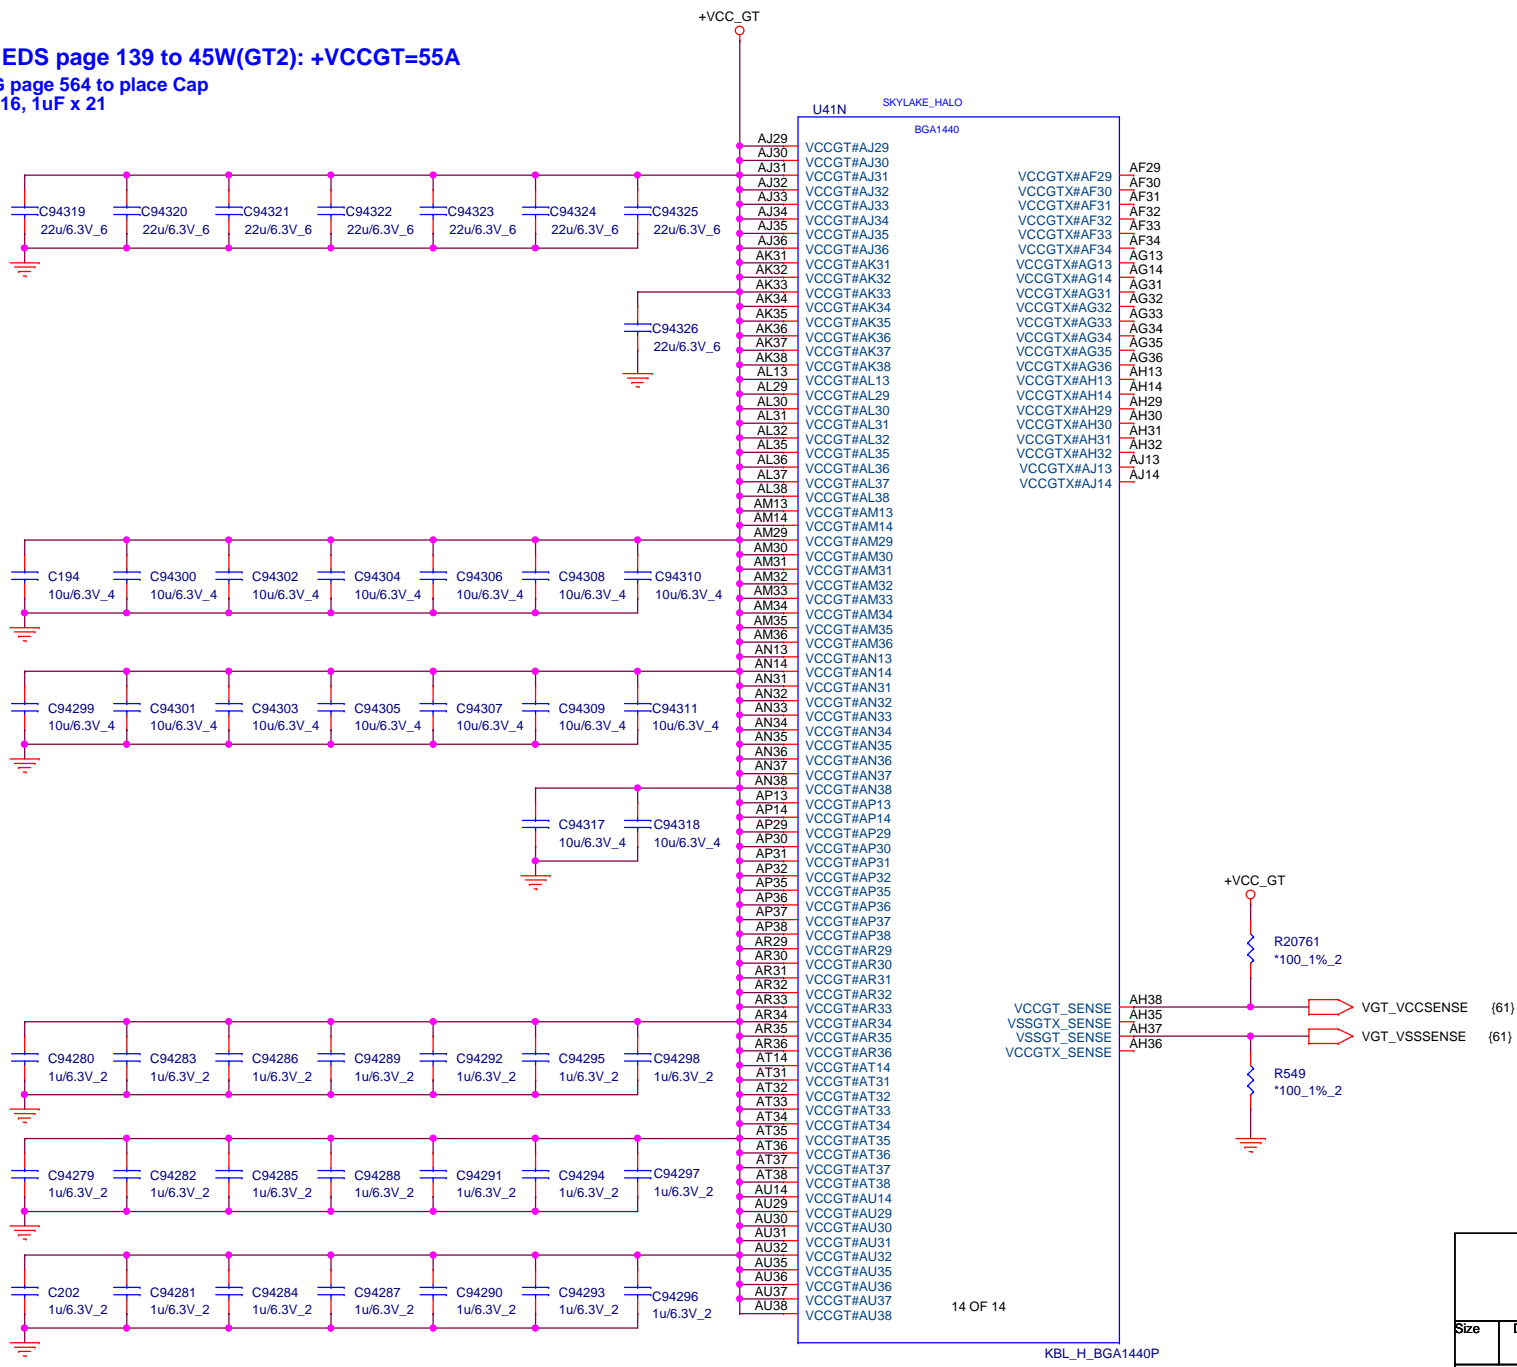 +VCC_GT
EDS page 139 to 45W(GT2): +VCCGT=55A
page 564 to place Cap
16, 1uF x 21
U41N
SKYLAKE_HALO
BGA1440
C94319 C94320 C94321 C94322 C94323 C94324 C94325
22u/6.3V_6 22u/6.3V_6 22u/6.3V_6 22u/6.3V_6 22u/6.3V_6 22u/6.3V_6 22u/6.3V_6
C94326
22u/6.3V_6
C194 C94300 C94302 C94304 C94306 C94308 C94310
10u/6.3V_4 10u/6.3V_4 10u/6.3V_4 10u/6.3V_4 10u/6.3V_4 10u/6.3V_4 10u/6.3V_4
C94299 C94301 C94303 C94305 C94307 C94309 C94311
10u/6.3V_4 10u/6.3V_4 10u/6.3V_4 10u/6.3V_4 10u/6.3V_4 10u/6.3V_4 10u/6.3V_4
C94317 C94318
10u/6.3V_4 10u/6.3V_4
C94280 C94283 C94286 C94289 C94292 C94295 C94298
1u/6.3V_2 1u/6.3V_2 1u/6.3V_2 1u/6.3V_2 1u/6.3V_2 1u/6.3V_2 1u/6.3V_2
C94279 C94282 C94285 C94288 C94291 C94294 C94297
1u/6.3V_2 1u/6.3V_2 1u/6.3V_2 1u/6.3V_2 1u/6.3V_2 1u/6.3V_2 1u/6.3V_2
C202 C94281 C94284 C94287 C94290 C94293 C94296
1u/6.3V_2 1u/6.3V_2 1u/6.3V_2 1u/6.3V_2 1u/6.3V_2 1u/6.3V_2 1u/6.3V_2
AJ29 VCCGT#AJ29
AJ30 VCCGT#AJ30
AJ31 VCCGT#AJ31
AJ32 VCCGT#AJ32
AJ33 VCCGT#AJ33
AJ34 VCCGT#AJ34
AJ35 VCCGT#AJ35
AJ36 VCCGT#AJ36
AK31 VCCGT#AK31
AK32 VCCGT#AK32
AK33 VCCGT#AK33
AK34 VCCGT#AK34
AK35 VCCGT#AK35
AK36 VCCGT#AK36
AK37 VCCGT#AK37
AK38 VCCGT#AK38
AL13 VCCGT#AL13
AL29 VCCGT#AL29
AL30 VCCGT#AL30
AL31 VCCGT#AL31
AL32 VCCGT#AL32
AL35 VCCGT#AL35
AL36 VCCGT#AL36
AL37 VCCGT#AL37
AL38 VCCGT#AL38
AM13 VCCGT#AM13
AM14 VCCGT#AM14
AM29 VCCGT#AM29
AM30 VCCGT#AM30
AM31 VCCGT#AM31
AM32 VCCGT#AM32
AM33 VCCGT#AM33
AM34 VCCGT#AM34
AM35 VCCGT#AM35
AM36 VCCGT#AM36
AN13 VCCGT#AN13
AN14 VCCGT#AN14
AN31 VCCGT#AN31
AN32 VCCGT#AN32
AN33 VCCGT#AN33
AN34 VCCGT#AN34
AN35 VCCGT#AN35
AN36 VCCGT#AN36
AN37 VCCGT#AN37
AN38 VCCGT#AN38
AP13 VCCGT#AP13
AP14 VCCGT#AP14
AP29 VCCGT#AP29
AP30 VCCGT#AP30
AP31 VCCGT#AP31
AP32 VCCGT#AP32
AP35 VCCGT#AP35
AP36 VCCGT#AP36
AP37 VCCGT#AP37
AP38 VCCGT#AP38
AR29 VCCGT#AR29
AR30 VCCGT#AR30
AR31 VCCGT#AR31
AR32 VCCGT#AR32
AR33 VCCGT#AR33
AR34 VCCGT#AR34
AR35 VCCGT#AR35
AR36 VCCGT#AR36
AT14 VCCGT#AT14
AT31 VCCGT#AT31
AT32 VCCGT#AT32
AT33 VCCGT#AT33
AT34 VCCGT#AT34
AT35 VCCGT#AT35
AT36 VCCGT#AT36
AT37 VCCGT#AT37
AT38 VCCGT#AT38
AU14 VCCGT#AU14
AU29 VCCGT#AU29
AU30 VCCGT#AU30
AU31 VCCGT#AU31
AU32 VCCGT#AU32
AU35 VCCGT#AU35
AU36 VCCGT#AU36
AU37 VCCGT#AU37
AU38 VCCGT#AU38
VCCGTX#AF29 AF29
VCCGTX#AF30 AF30
VCCGTX#AF31 AF31
VCCGTX#AF32 AF32
VCCGTX#AF33 AF33
VCCGTX#AF34 AF34
VCCGTX#AG13 AG13
VCCGTX#AG14 AG14
VCCGTX#AG31 AG31
VCCGTX#AG32 AG32
VCCGTX#AG33 AG33
VCCGTX#AG34 AG34
VCCGTX#AG35 AG35
VCCGTX#AG36 AG36
VCCGTX#AH13 AH13
VCCGTX#AH14 AH14
VCCGTX#AH29 AH29
VCCGTX#AH30 AH30
VCCGTX#AH31 AH31
VCCGTX#AH32 AH32
VCCGTX#AJ13 AJ13
VCCGTX#AJ14 AJ14
+VCC_GT
R20761
*100_1%_2
VCCGT_SENSE AH38 VGT_VCCSENSE {61}
VSSGTX_SENSE AH35
VSSGT_SENSE AH37 VGT_VSSSENSE {61}
VCCGTX_SENSE AH36
R549
*100_1%_2
14 OF 14
KBL_H_BGA1440P
Size